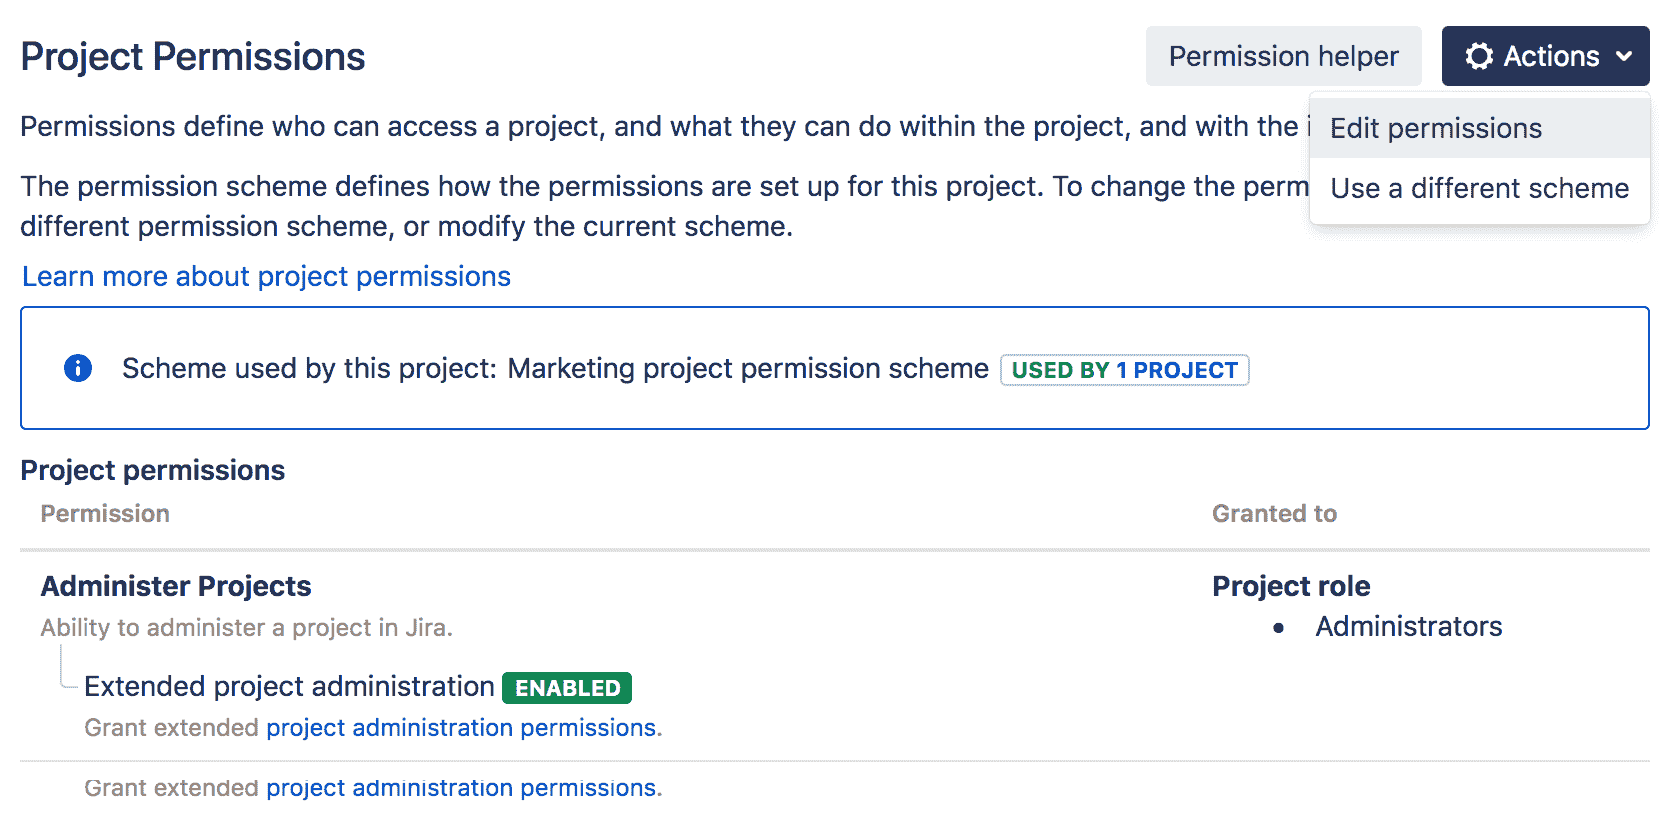 Project Permissions
Permission helper
Actions
Permissions define who can access a project, and what they can do within the project, and with the
Edit permissions
The permission scheme defines how the permissions are set up for this project. To change the perm
Use a different scheme
different permission scheme, or modify the current scheme.
Learn more about project permissions
Scheme used by this project: Marketing project permission scheme USED BY 1 PROJECT
Project permissions
Permission Granted to
Administer Projects Project role
Ability to administer a project in Jira. • Administrators
Extended project administration ENABLED
Grant extended project administration permissions.
Grant extended project administration permissions.